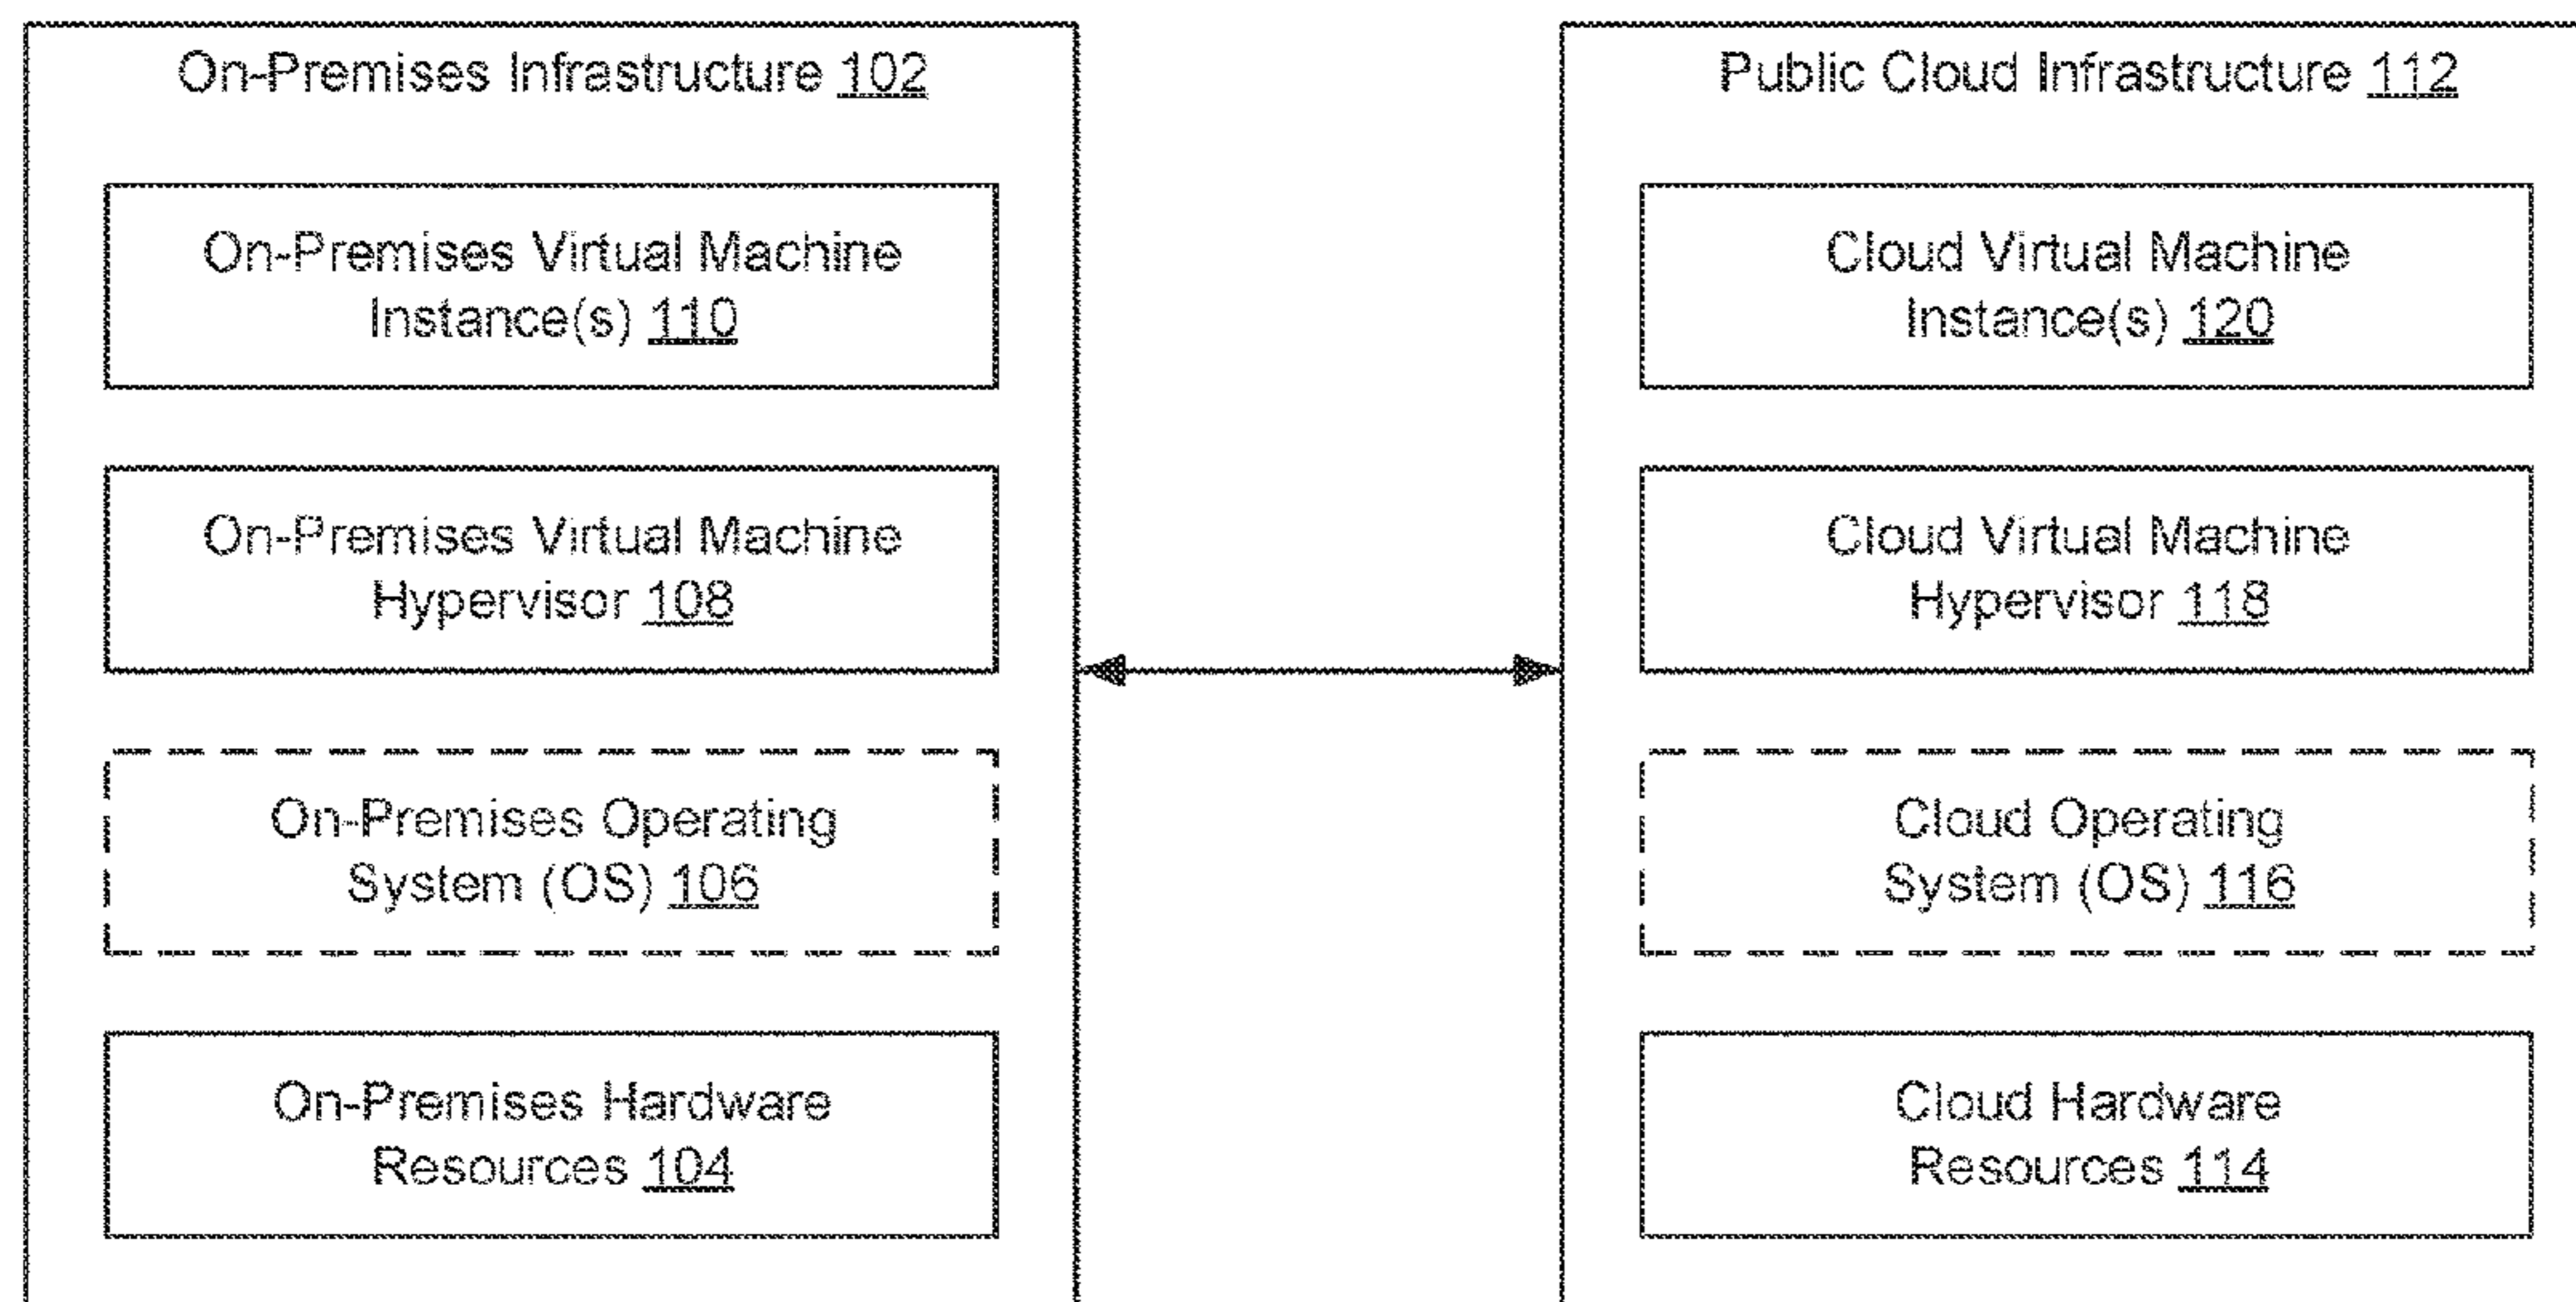 On-Premises Infrastructure 102
On-Premises Virtual Machine
Instance(s) 110
On-Premises Virtual Machine
Hypervisor 108
On-Premises Operating
System (OS) 106
On-Premises Hardware
Resources 104
Public Cloud Infrastructure 112
Cloud Virtual Machine
Instance(s) 120
Cloud Virtual Machine
Hypervisor 118
Cloud Operating
System (OS) 116
Cloud Hardware
Resources 114